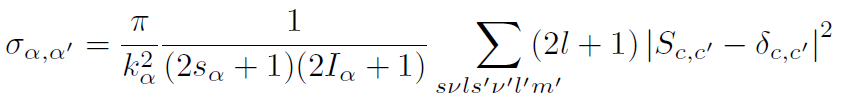 σ_{α,α′} = \frac{π}{k_α^2} \frac{1}{(2s_α + 1)(2I_α + 1)} \sum_{sνls′ν′l′m′} (2l + 1) |S_{c,c′} − δ_{c,c′}|^2